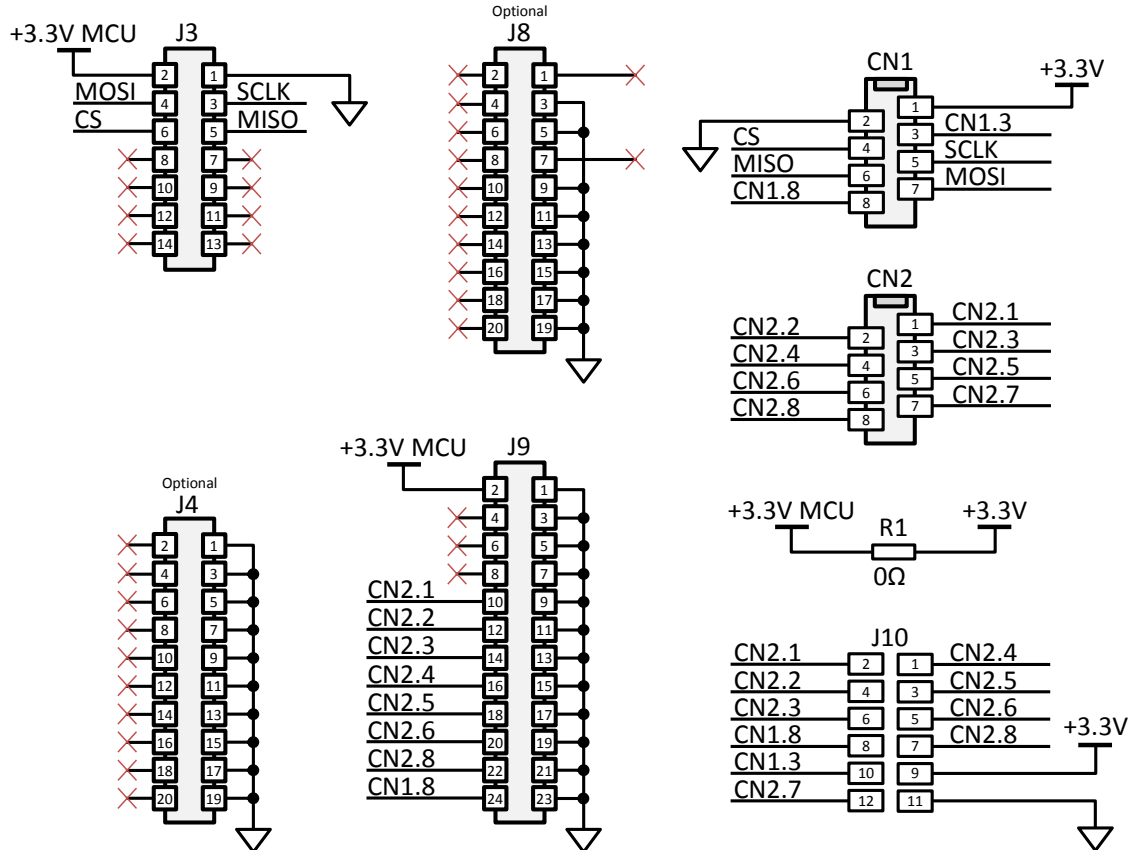 +3.3V MCU
J3
2 1
MOSI 4 3 SCLK
CS 6 5 MISO
8 7
10 9
12 11
14 13
Optional
J8
2 1
4 3
6 5
8 7
10 9
12 11
14 13
16 15
18 17
20 19
CN1
+3.3V
1
2
CN1.3
3
CS
4
SCLK
5
MISO
6
MOSI
7
CN1.8
8
CN2
CN2.1
1
CN2.2
2
CN2.3
3
CN2.4
4
CN2.5
5
CN2.6
6
CN2.7
7
CN2.8
8
Optional
J4
2 1
4 3
6 5
8 7
10 9
12 11
14 13
16 15
18 17
20 19
+3.3V MCU
J9
2 1
4 3
6 5
8 7
CN2.1 10 9
CN2.2 12 11
CN2.3 14 13
CN2.4 16 15
CN2.5 18 17
CN2.6 20 19
CN2.8 22 21
CN1.8 24 23
+3.3V MCU
R1
+3.3V
0Ω
J10
CN2.1 2 1 CN2.4
CN2.2 4 3 CN2.5
CN2.3 6 5 CN2.6
CN1.8 8 7 CN2.8
+3.3V
CN1.3 10 9
CN2.7 12 11